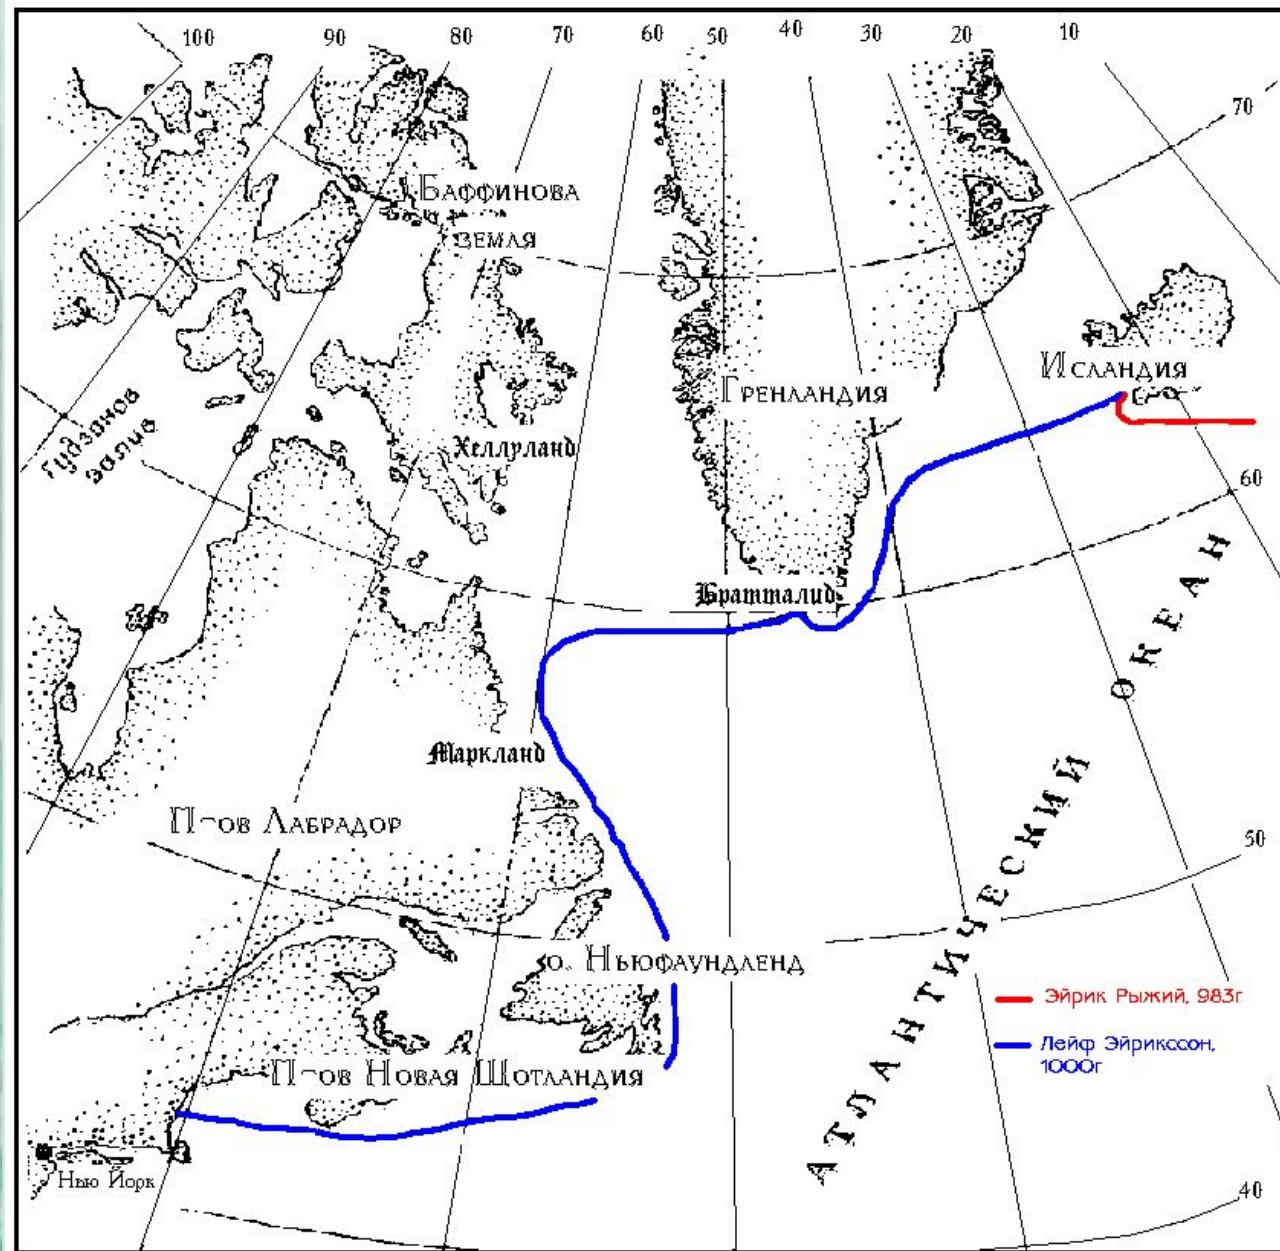 100 90 80 70 60 50 40 30 20 10
70
Баффинова
земля
Исландия
Гренландия
Гудзанов
залив
Хеллуланд
60
Братталид
ОКЕАН
Маркланд
П-ов Лабрадор
50
АТЛАНТИЧЕСКИЙ
о. Ньюфаундленд
Эйрик Рыжий, 983г
Лейф Эйрикссон,
1000г
П-ов Новая Шотландия
Нью Йорк
40